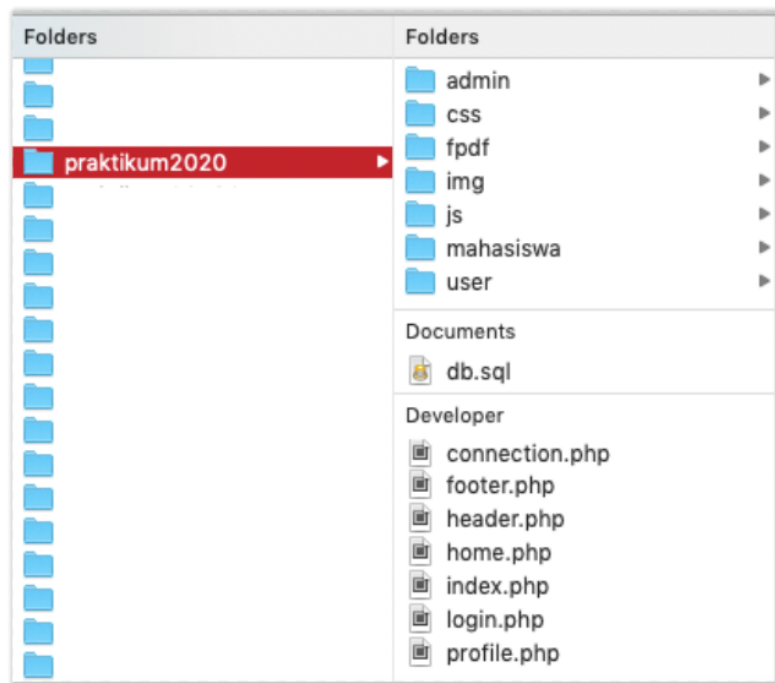 Folders
praktikum2020
Folders
admin
css
fpdf
img
js
mahasiswa
user
Documents
db.sql
Developer
connection.php
footer.php
header.php
home.php
index.php
login.php
profile.php